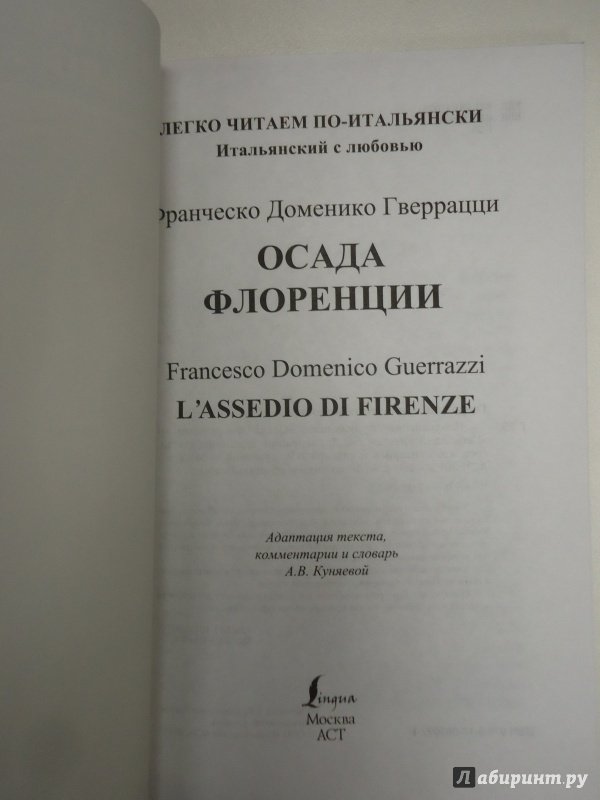 ЛЕГКО ЧИТАЕМ ПО-ИТАЛЬЯНСКИ
Итальянский с любовью
Франческо Доменико Гверрацци
ОСАДА
ФЛОРЕНЦИИ
Francesco Domenico Guerrazzi
L'ASSEDIO DI FIRENZE
Адаптация текста,
комментарии и словарь
А.В. Куняевой
Lingua
Москва
АСТ
Лабиринт.ру